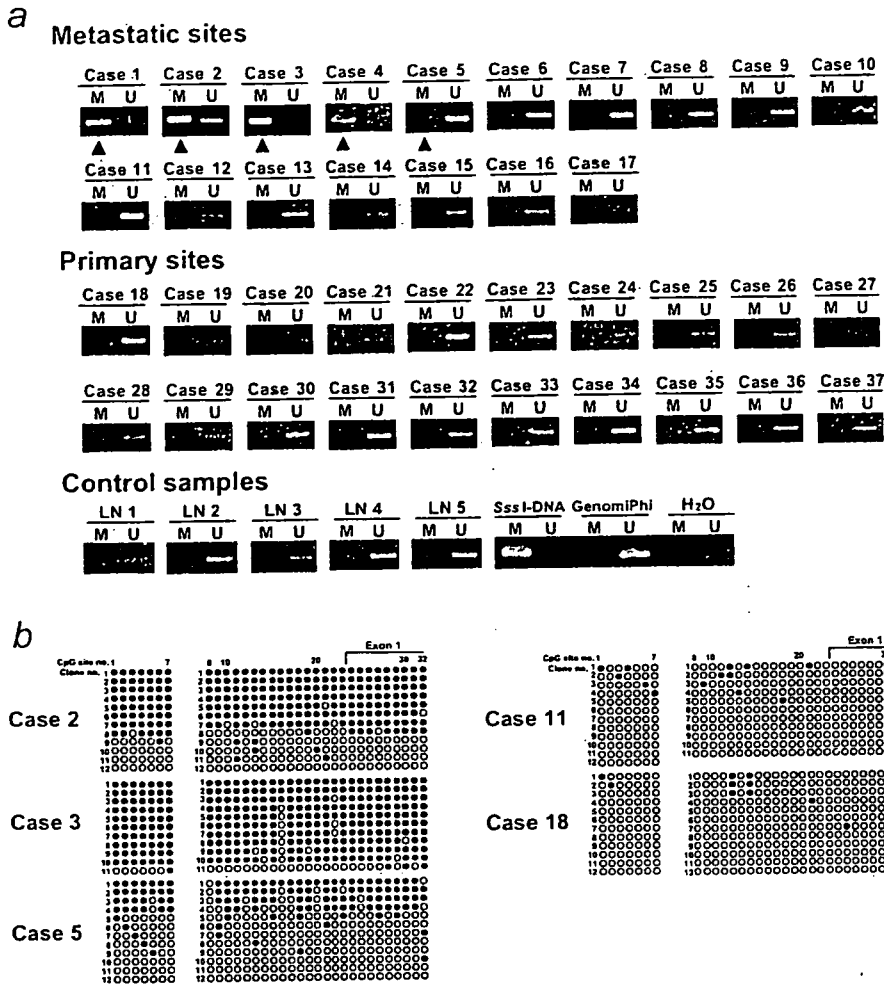 a
Metastatic sites
Case 1 Case 2 Case 3 Case 4 Case 5 Case 6 Case 7 Case 8 Case 9 Case 10
M U M U M U M U M U M U M U M U M U M U
Case 11 Case 12 Case 13 Case 14 Case 15 Case 16 Case 17
M U M U M U M U M U M U M U
Primary sites
Case 18 Case 19 Case 20 Case 21 Case 22 Case 23 Case 24 Case 25 Case 26 Case 27
M U M U M U M U M U M U M U M U M U M U
Case 28 Case 29 Case 30 Case 31 Case 32 Case 33 Case 34 Case 35 Case 36 Case 37
M U M U M U M U M U M U M U M U M U M U
Control samples
LN 1 LN 2 LN 3 LN 4 LN 5 SssI-DNA GenomiPhi H2O
M U M U M U M U M U M U M U M U
b
Exon 1 Exon 1
CpG site no. 1 7 8 10 20 30 32 CpG site no. 1 7 8 10 20
Clone no. Clone no.
Case 2 Case 11
Case 3 Case 18
Case 5